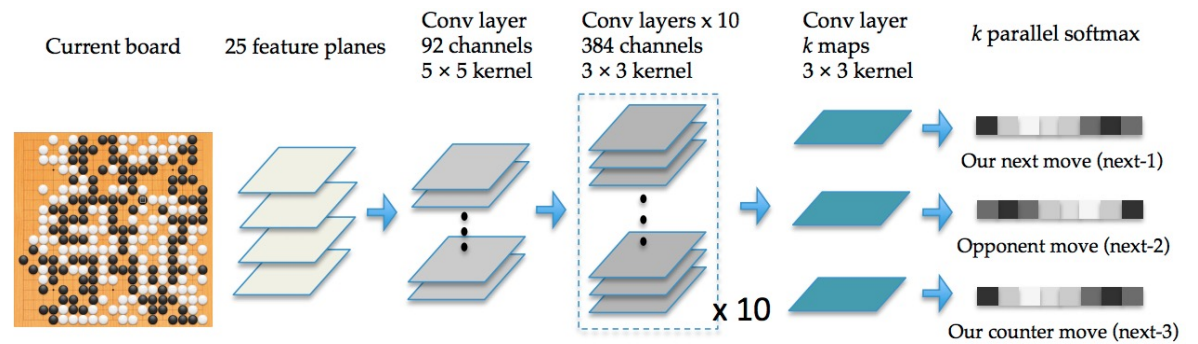 Current board
25 feature planes
Conv layer
92 channels
5 × 5 kernel
Conv layers x 10
384 channels
3 × 3 kernel
Conv layer
k maps
3 × 3 kernel
k parallel softmax
Our next move (next-1)
Opponent move (next-2)
x 10
Our counter move (next-3)